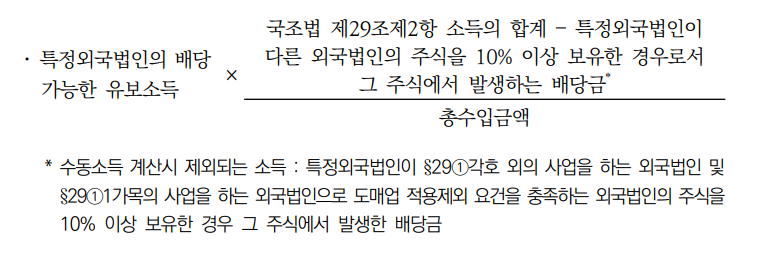 국조법 제29조제2항 소득의 합계 – 특정외국법인이
· 특정외국법인의 배당 다른 외국법인의 주식을 10% 이상 보유한 경우로서
가능한 유보소득 × 그 주식에서 발생하는 배당금*
총수입금액
* 수동소득 계산시 제외되는 소득 : 특정외국법인이 §29①각호 외의 사업을 하는 외국법인 및
§29①1가목의 사업을 하는 외국법인으로 도매업 적용제외 요건을 충족하는 외국법인의 주식을
10% 이상 보유한 경우 그 주식에서 발생한 배당금